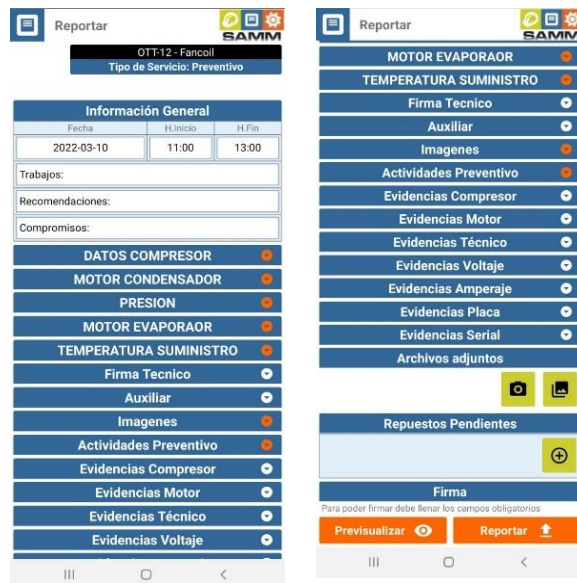 Reportar
SAMM
OTT-12 - Fancoil
Tipo de Servicio: Preventivo
Información General
Fecha H.Inicio H.Fin
2022-03-10 11:00 13:00
Trabajos:
Recomendaciones:
Compromisos:
DATOS COMPRESOR
MOTOR CONDENSADOR
PRESION
MOTOR EVAPORAOR
TEMPERATURA SUMINISTRO
Firma Tecnico
Auxiliar
Imagenes
Actividades Preventivo
Evidencias Compresor
Evidencias Motor
Evidencias Técnico
Evidencias Voltaje
Reportar
SAMM
MOTOR EVAPORAOR
TEMPERATURA SUMINISTRO
Firma Tecnico
Auxiliar
Imagenes
Actividades Preventivo
Evidencias Compresor
Evidencias Motor
Evidencias Técnico
Evidencias Voltaje
Evidencias Amperaje
Evidencias Placa
Evidencias Serial
Archivos adjuntos
Repuestos Pendientes
Firma
Para poder firmar debe llenar los campos obligatorios
Previsualizar Reportar